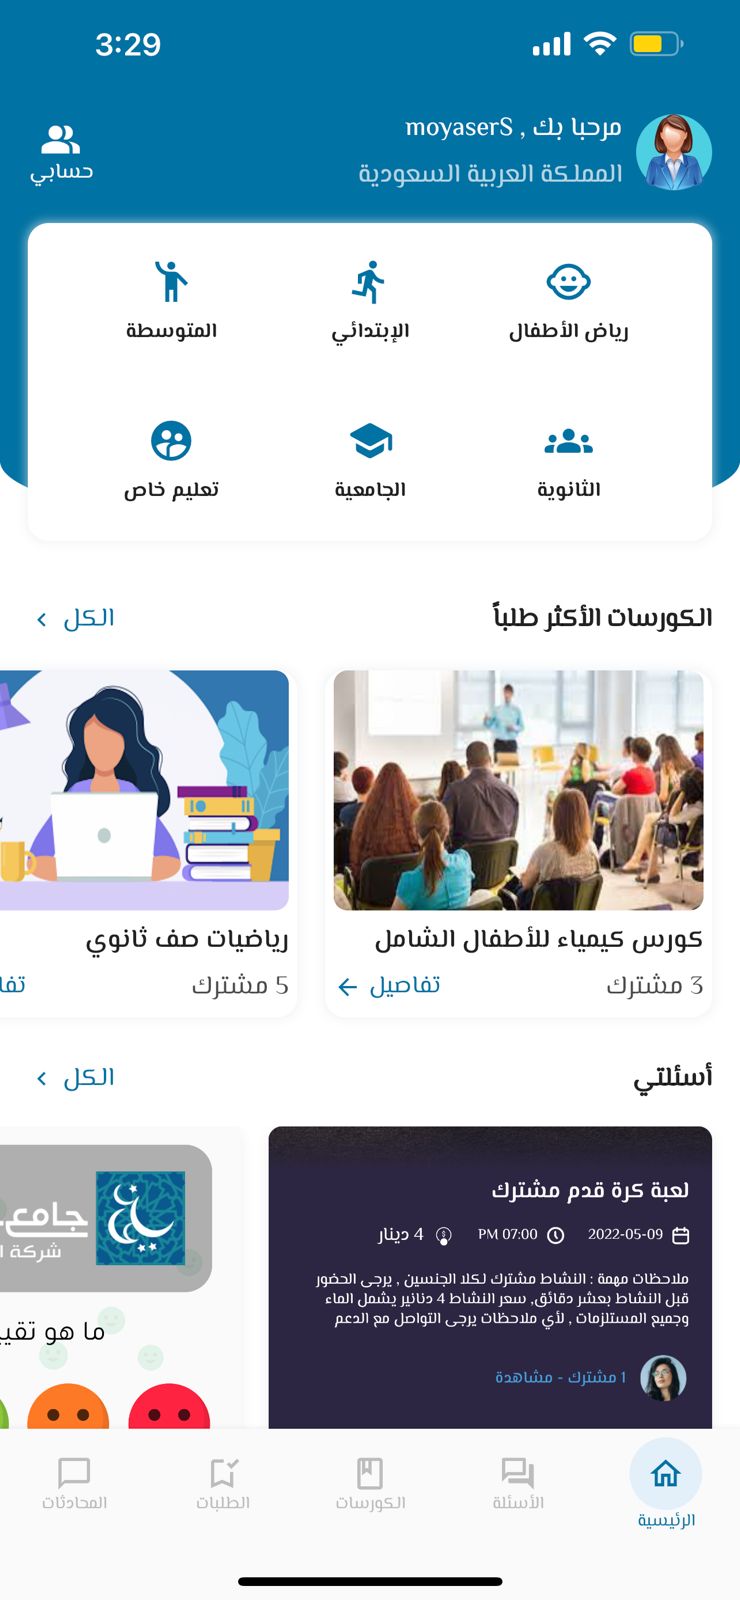 3:29
مرحبا بك , moyaserS
المملكة العربية السعودية
حسابي
رياض الأطفال
الإبتدائي
المتوسطة
الثانوية
الجامعية
تعليم خاص
الكورسات الأكثر طلباً
الكل
كورس كيمياء للأطفال الشامل
3 مشترك
تفاصيل
رياضيات صف ثانوي
5 مشترك
أسئلتي
الكل
لعبة كرة قدم مشترك
2022-05-09
07:00 PM
4 دينار
ملاحظات مهمة : النشاط مشترك لكلا الجنسين , يرجى الحضور
قبل النشاط بعشر دقائق, سعر النشاط 4 دنانير يشمل الماء
وجميع المستلزمات , لأي ملاحظات يرجى التواصل مع الدعم
1 مشترك - مشاهدة
شركة
ما هو
الرئيسية
الأسئلة
الكورسات
الطلبات
المحادثات